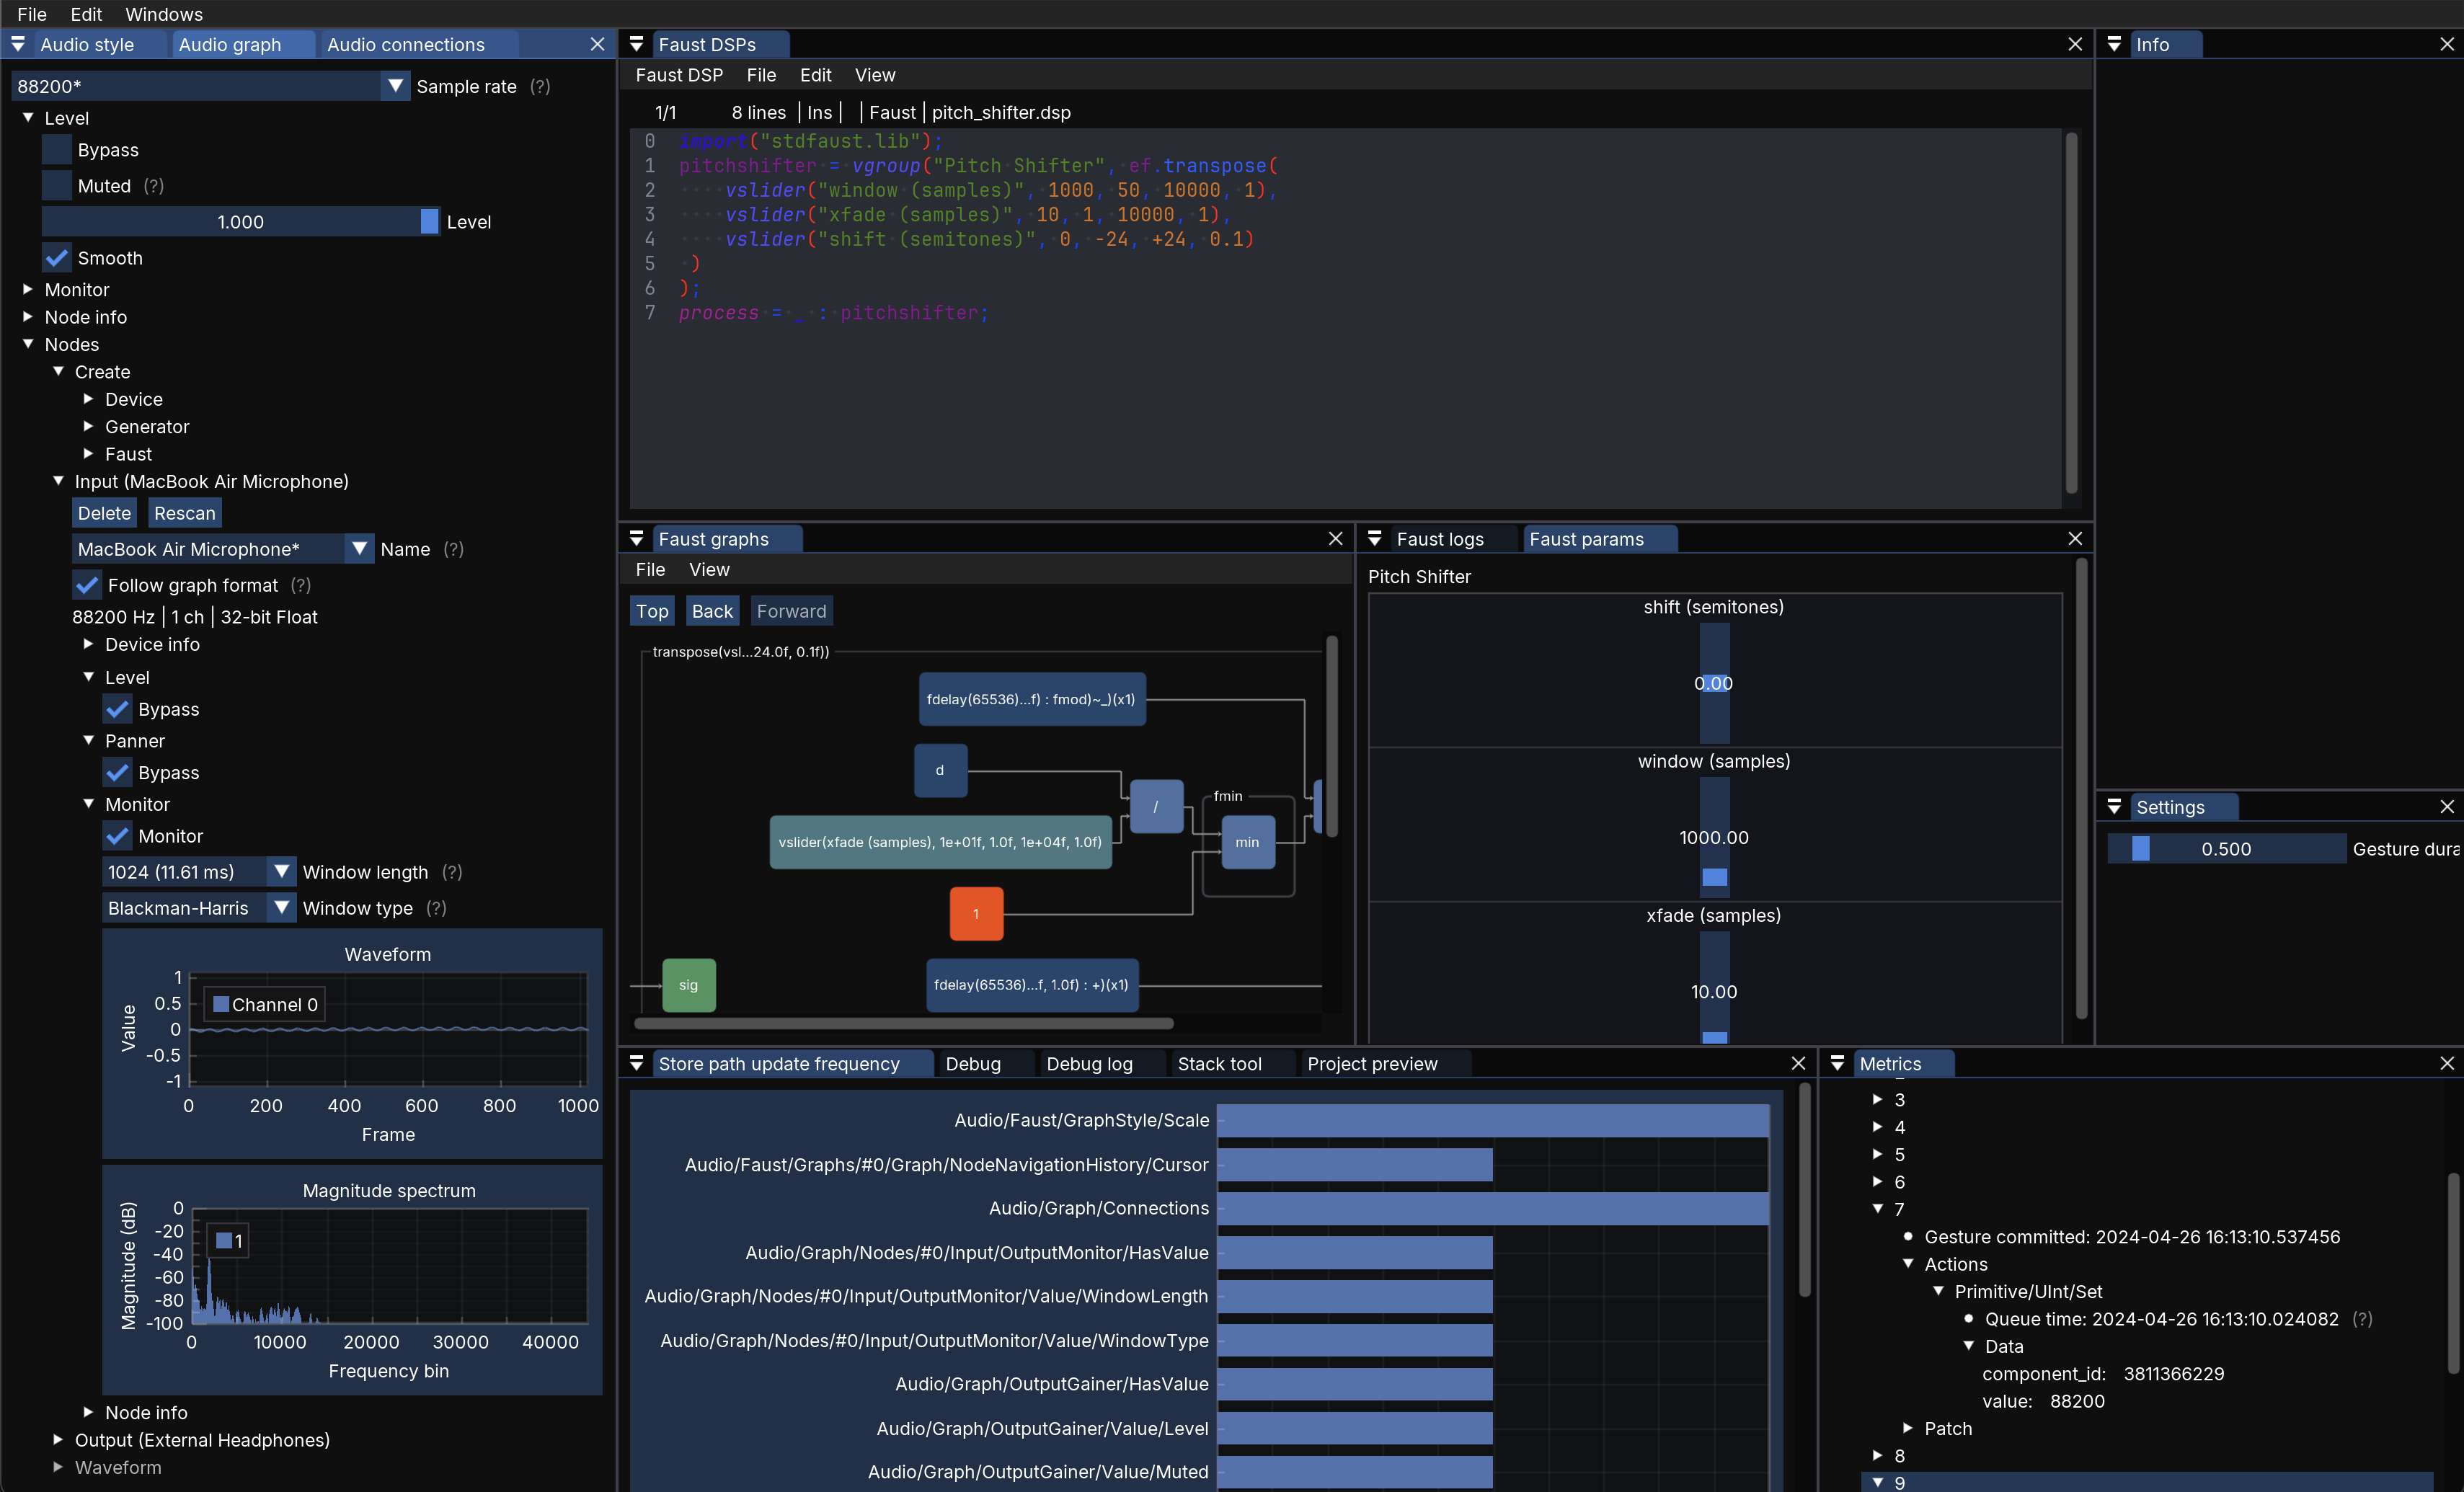 File Edit Windows
Audio style Audio graph Audio connections
88200* Sample rate (?)
Level
Bypass
Muted (?)
1.000 Level
Smooth
Monitor
Node info
Nodes
Create
Device
Generator
Faust
Input (MacBook Air Microphone)
Delete Rescan
MacBook Air Microphone* Name (?)
Follow graph format (?)
88200 Hz | 1 ch | 32-bit Float
Device info
Level
Bypass
Panner
Bypass
Monitor
Monitor
1024 (11.61 ms) Window length (?)
Blackman-Harris Window type (?)
Waveform
1
0.5
0
-0.5
-1
Value
Channel 0
0 200 400 600 800 1000
Frame
Magnitude spectrum
0
-20
-40
-60
-80
-100
Magnitude (dB)
1
0 10000 20000 30000 40000
Frequency bin
Node info
Output (External Headphones)
Waveform
Faust DSPs
Faust DSP File Edit View
1/1 8 lines | Ins | | Faust | pitch_shifter.dsp
0 import("stdfaust.lib");
1 pitchshifter = vgroup("Pitch Shifter", ef.transpose(
2 vslider("window (samples)", 1000, 50, 10000, 1),
3 vslider("xfade (samples)", 10, 1, 10000, 1),
4 vslider("shift (semitones)", 0, -24, +24, 0.1)
5 )
6 );
7 process = _ : pitchshifter;
Faust graphs
File View
Top Back Forward
transpose(vsl...24.0f, 0.1f))
fdelay(65536)...f) : fmod)~_)(x1)
d
/
fmin
vslider(xfade (samples), 1e+01f, 1.0f, 1e+04f, 1.0f)
min
1
sig
fdelay(65536)...f, 1.0f) : +)(x1)
Faust logs Faust params
Pitch Shifter
shift (semitones)
0.00
window (samples)
1000.00
xfade (samples)
10.00
Info
Settings
0.500 Gesture dura
Store path update frequency Debug Debug log Stack tool Project preview
Audio/Faust/GraphStyle/Scale
Audio/Faust/Graphs/#0/Graph/NodeNavigationHistory/Cursor
Audio/Graph/Connections
Audio/Graph/Nodes/#0/Input/OutputMonitor/HasValue
Audio/Graph/Nodes/#0/Input/OutputMonitor/Value/WindowLength
Audio/Graph/Nodes/#0/Input/OutputMonitor/Value/WindowType
Audio/Graph/OutputGainer/HasValue
Audio/Graph/OutputGainer/Value/Level
Audio/Graph/OutputGainer/Value/Muted
Metrics
3
4
5
6
7
Gesture committed: 2024-04-26 16:13:10.537456
Actions
Primitive/UInt/Set
Queue time: 2024-04-26 16:13:10.024082 (?)
Data
component_id: 3811366229
value: 88200
Patch
8
9